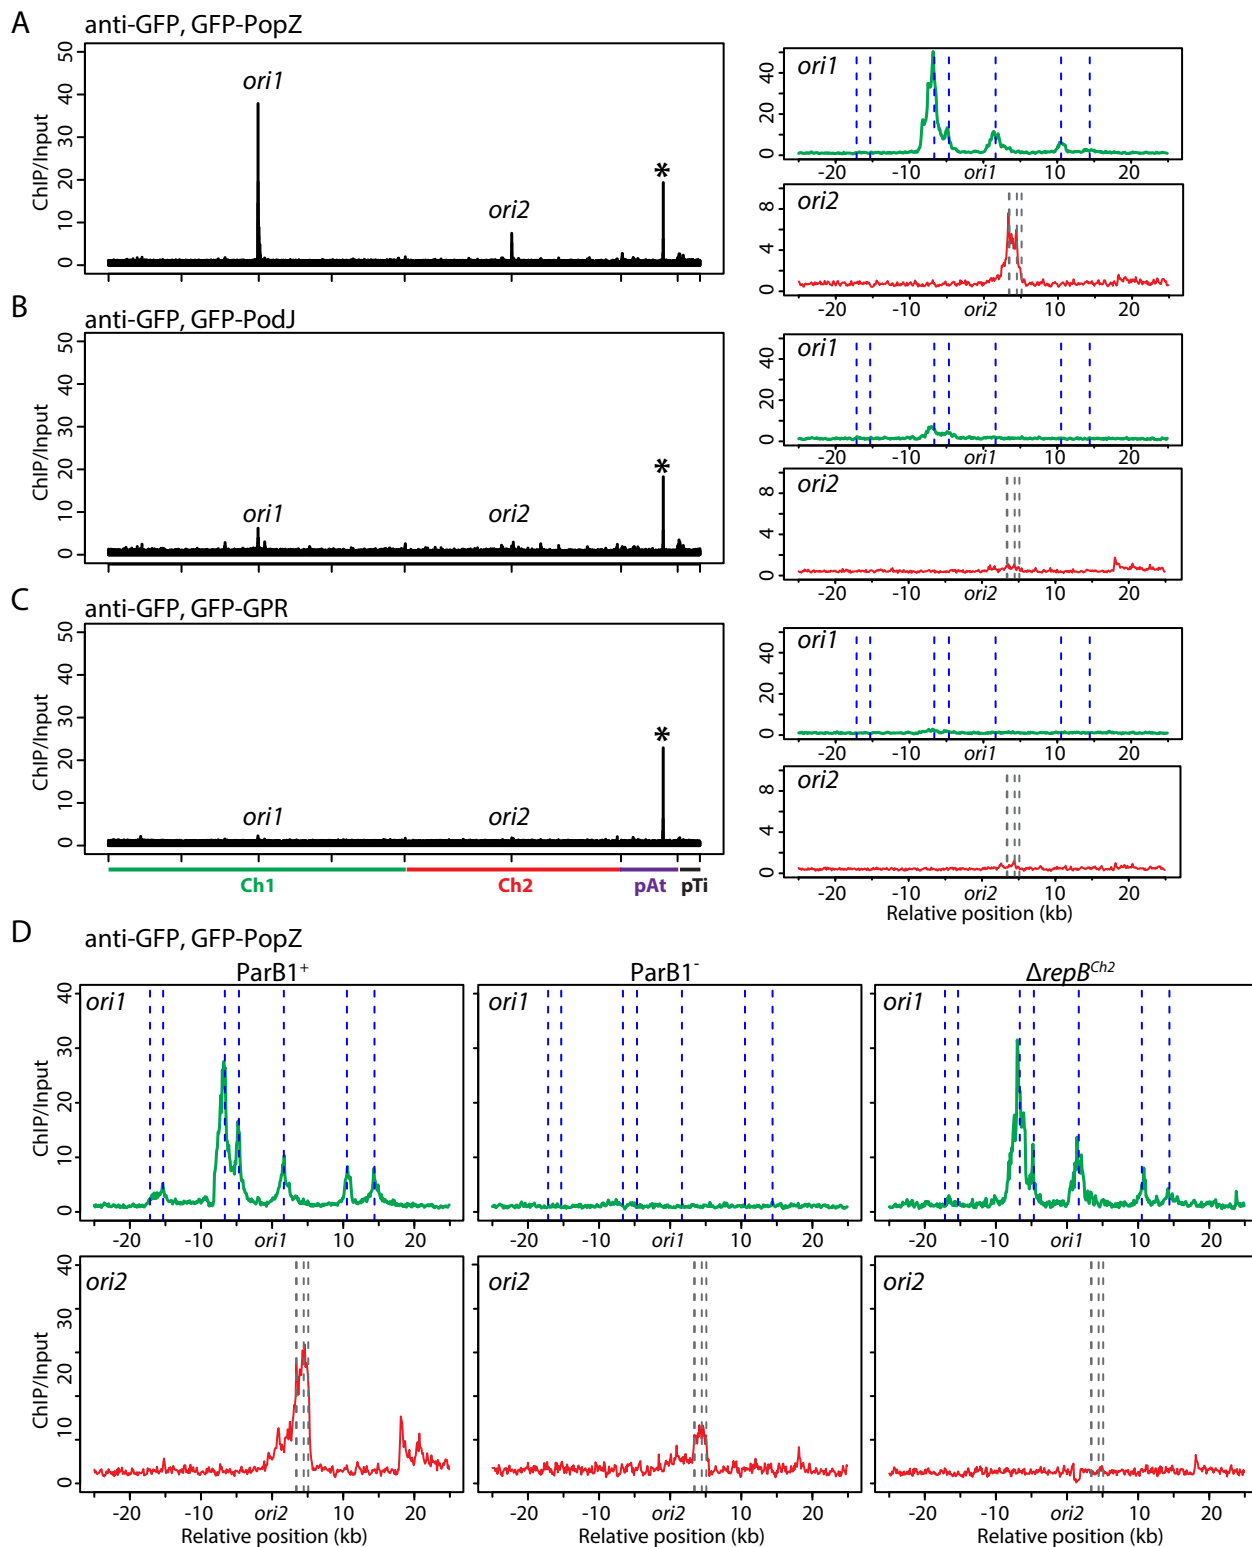 A
anti-GFP, GFP-PopZ
ChIP/Input
0 10 20 30 40 50
ori1
ori2
*
ori1
0 20 40
-20 -10 ori1 10 20
ori2
0 4 8
-20 -10 ori2 10 20
B
anti-GFP, GFP-PodJ
ChIP/Input
0 10 20 30 40 50
ori1
ori2
*
ori1
0 20 40
-20 -10 ori1 10 20
ori2
0 4 8
-20 -10 ori2 10 20
C
anti-GFP, GFP-GPR
ChIP/Input
0 10 20 30 40 50
ori1
ori2
*
Ch1 Ch2 pAt pTi
ori1
0 20 40
-20 -10 ori1 10 20
ori2
0 4 8
-20 -10 ori2 10 20
Relative position (kb)
D
anti-GFP, GFP-PopZ
ParB1+ ParB1- ΔrepBCh2
ChIP/Input
0 10 20 30 40
ori1
-20 -10 ori1 10 20
ori1
-20 -10 ori1 10 20
ori1
-20 -10 ori1 10 20
ChIP/Input
0 10 20 30 40
ori2
-20 -10 ori2 10 20
Relative position (kb)
ori2
-20 -10 ori2 10 20
Relative position (kb)
ori2
-20 -10 ori2 10 20
Relative position (kb)